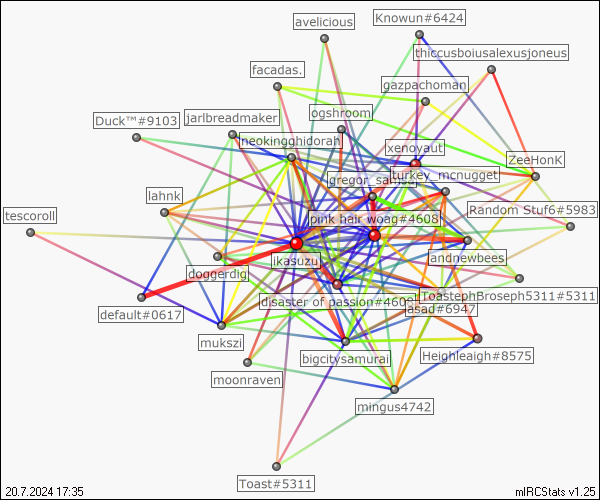 avelicious
Knowun#6424
thiccusboiusalexusjoneus
facadas.
gazpachoman
jarlbreadmaker
ogshroom
Duck™#9103
neokingghidorah
xenoyaut
ZeeHonK
gregor_samsa
turkey_mcnugget
lahnk
Random Stuf6#5983
tescoroll
pink hair woag#4608
ikasuzu
andnewbees
doggerdig
disaster of passion#460
ToastephBroseph5311#5311
default#0617
asad#6947
mukszi
bigcitysamurai
Heighleaigh#8575
moonraven
mingus4742
Toast#5311
20.7.2024 17:35
mIRCStats v1.25